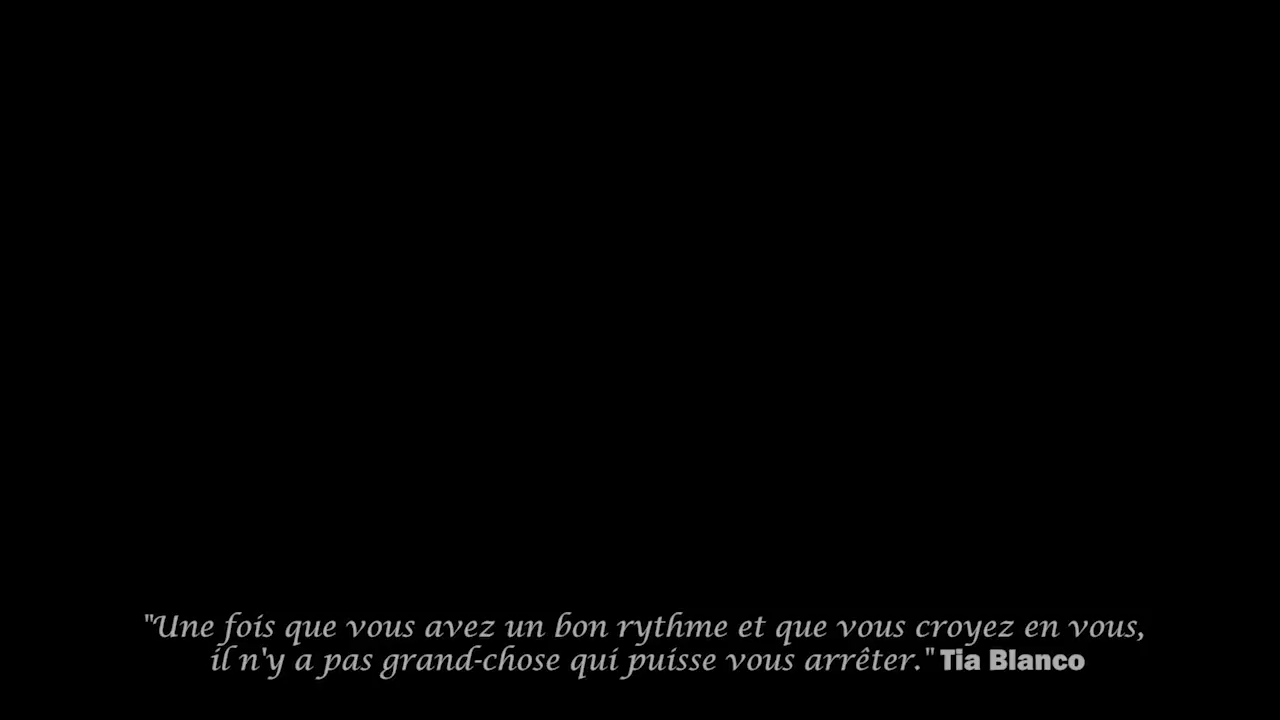 "Une fois que vous avez un bon rythme et que vous croyez en vous,
il n'y a pas grand-chose qui puisse vous arrêter." Tia Blanco